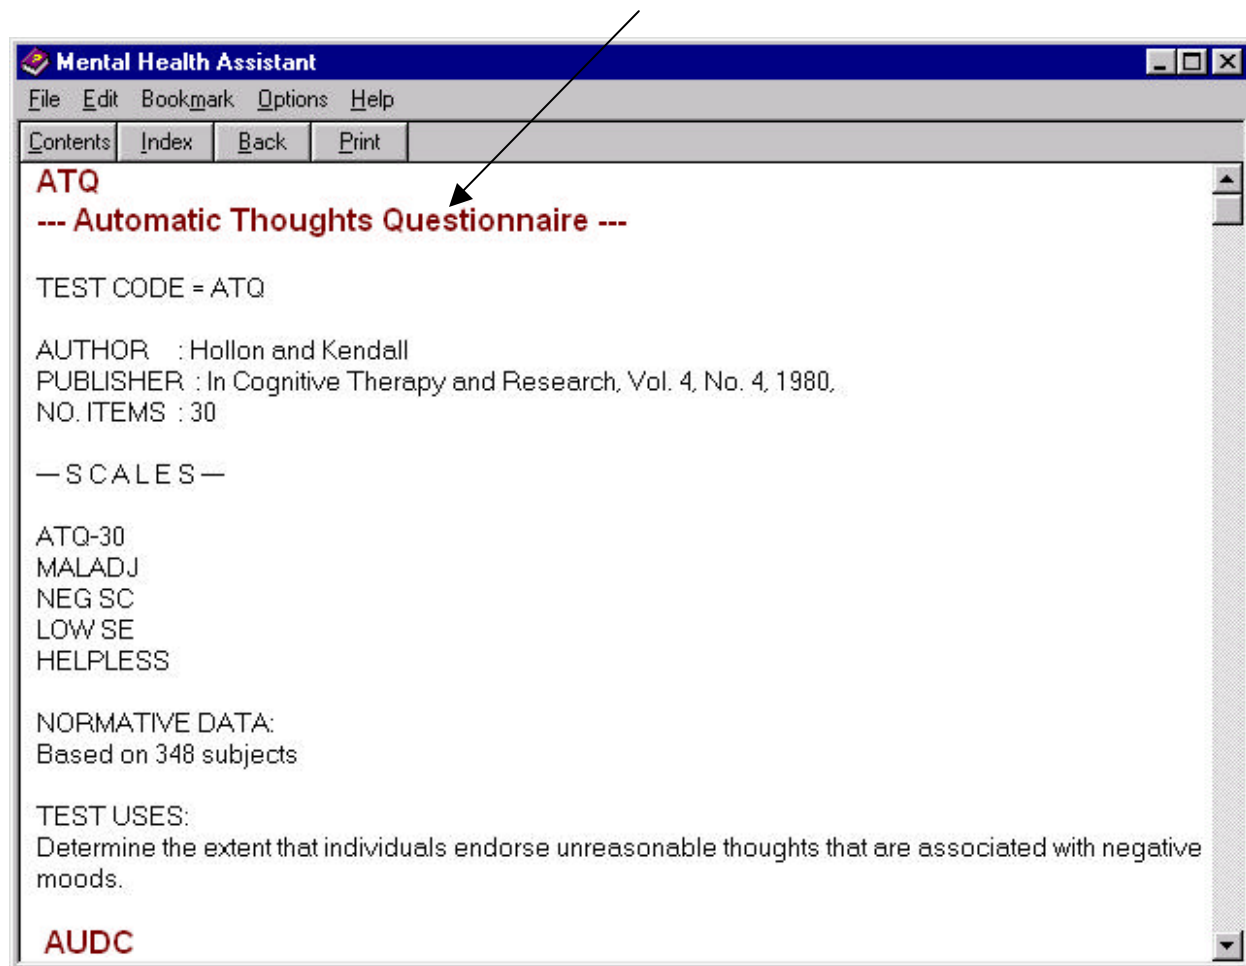 Mental Health Assistant
File Edit Bookmark Options Help
Contents Index Back Print
ATQ
--- Automatic Thoughts Questionnaire ---
TEST CODE = ATQ
AUTHOR : Hollon and Kendall
PUBLISHER : In Cognitive Therapy and Research, Vol. 4, No. 4, 1980,
NO. ITEMS : 30
— S C A L E S —
ATQ-30
MALADJ
NEG SC
LOW SE
HELPLESS
NORMATIVE DATA:
Based on 348 subjects
TEST USES:
Determine the extent that individuals endorse unreasonable thoughts that are associated with negative
moods.
AUDC